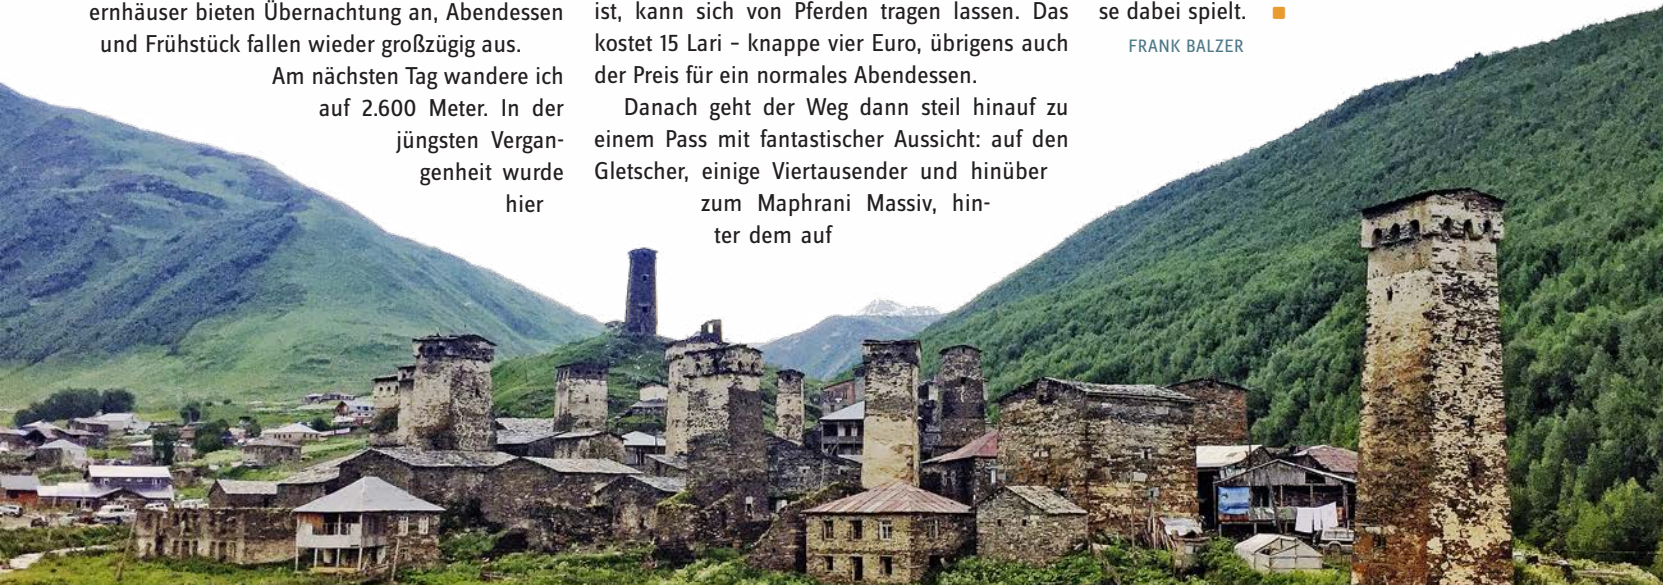 ernhäuser bieten Übernachtung an, Abendessen
und Frühstück fallen wieder großzügig aus.
Am nächsten Tag wandere ich
auf 2.600 Meter. In der
jüngsten Vergan-
genheit wurde
hier
ist, kann sich von Pferden tragen lassen. Das
kostet 15 Lari – knappe vier Euro, übrigens auch
der Preis für ein normales Abendessen.
Danach geht der Weg dann steil hinauf zu
einem Pass mit fantastischer Aussicht: auf den
Gletscher, einige Viertausender und hinüber
zum Maphrani Massiv, hin-
ter dem auf
se dabei spielt.
FRANK BALZER